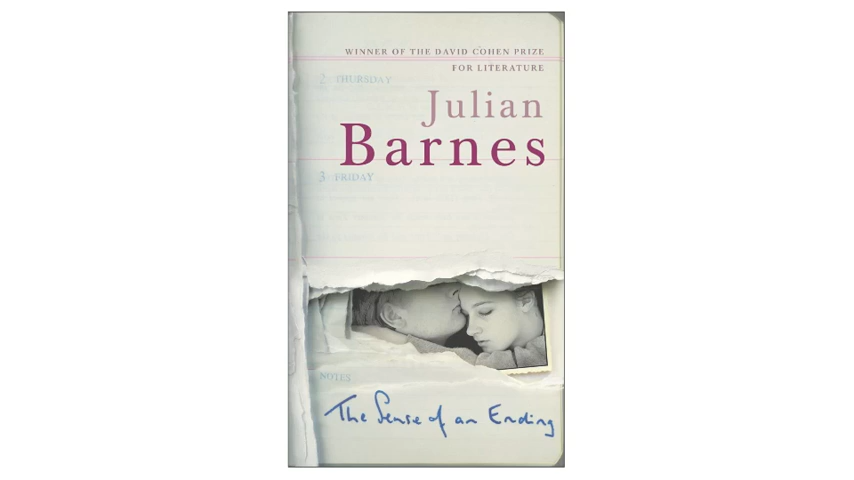 WINNER OF THE DAVID COHEN PRIZE
FOR LITERATURE
2 THURSDAY
Julian
Barnes
3 FRIDAY
NOTES
The Sense of an Ending